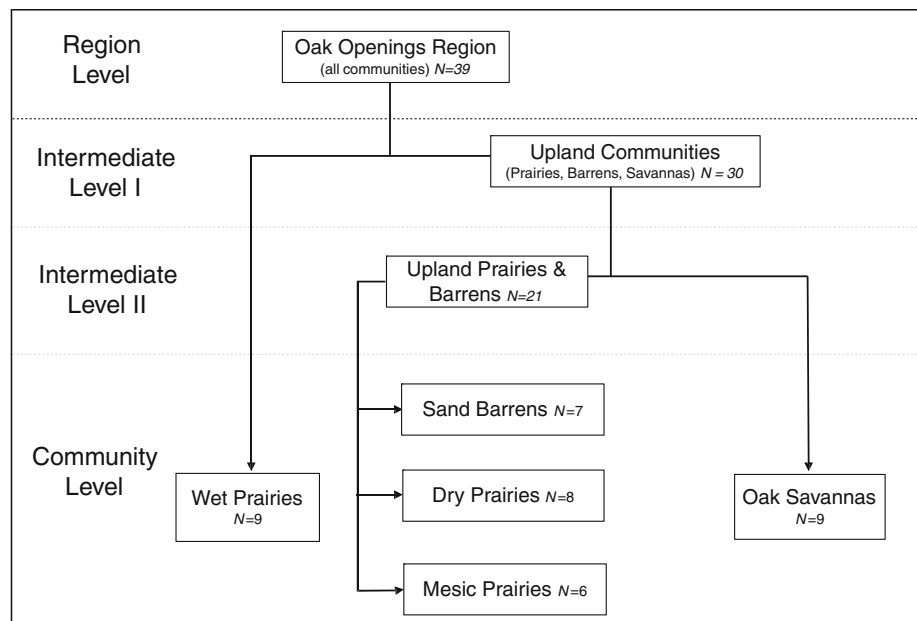 Region
Level
Oak Openings Region
(all communities) N=39
Intermediate
Level I
Upland Communities
(Prairies, Barrens, Savannas) N = 30
Intermediate
Level II
Upland Prairies &
Barrens N=21
Community
Level
Sand Barrens N=7
Wet Prairies
N=9
Dry Prairies N=8
Oak Savannas
N=9
Mesic Prairies N=6